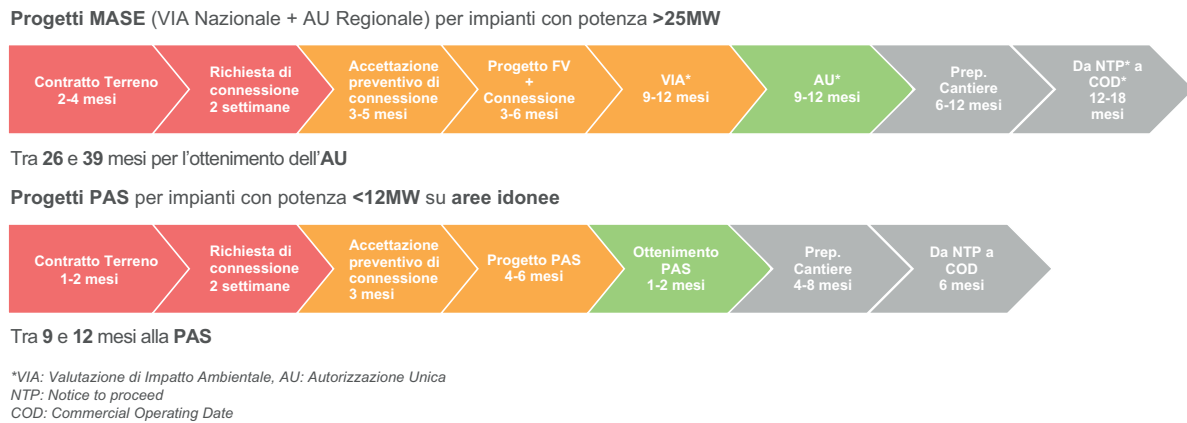 Progetti MASE (VIA Nazionale + AU Regionale) per impianti con potenza >25MW
Contratto Terreno
2-4 mesi
Richiesta di
connessione
2 settimane
Accettazione
preventivo di
connessione
3-5 mesi
Progetto FV
+
Connessione
3-6 mesi
VIA*
9-12 mesi
AU*
9-12 mesi
Prep.
Cantiere
6-12 mesi
Da NTP* a
COD*
12-18
mesi
Tra 26 e 39 mesi per l'ottenimento dell'AU
Progetti PAS per impianti con potenza <12MW su aree idonee
Contratto Terreno
1-2 mesi
Richiesta di
connessione
2 settimane
Accettazione
preventivo di
connessione
3 mesi
Progetto PAS
4-6 mesi
Ottenimento
PAS
1-2 mesi
Prep.
Cantiere
4-8 mesi
Da NTP a
COD
6 mesi
Tra 9 e 12 mesi alla PAS
*VIA: Valutazione di Impatto Ambientale, AU: Autorizzazione Unica
NTP: Notice to proceed
COD: Commercial Operating Date